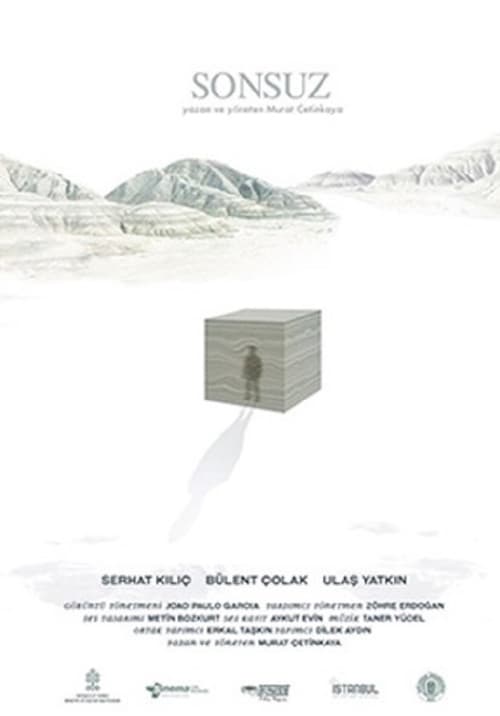 SONSUZ
yazan ve yöneten Murat Çetinkaya
SERHAT KILIÇ BÜLENT ÇOLAK ULAŞ YATKIN
görüntü yönetmeni JOAO PAULO GARCIA yardımcı yönetmen ZÖHRE ERDOĞAN
ses tasarımı METİN BOZKURT ses kayıt AYKUT EVİN müzik TANER YÜCEL
ortak yapımcı ERKAL TAŞKIN yapımcı DİLEK AYDIN
yazan ve yöneten MURAT ÇETİNKAYA
İSTANBUL